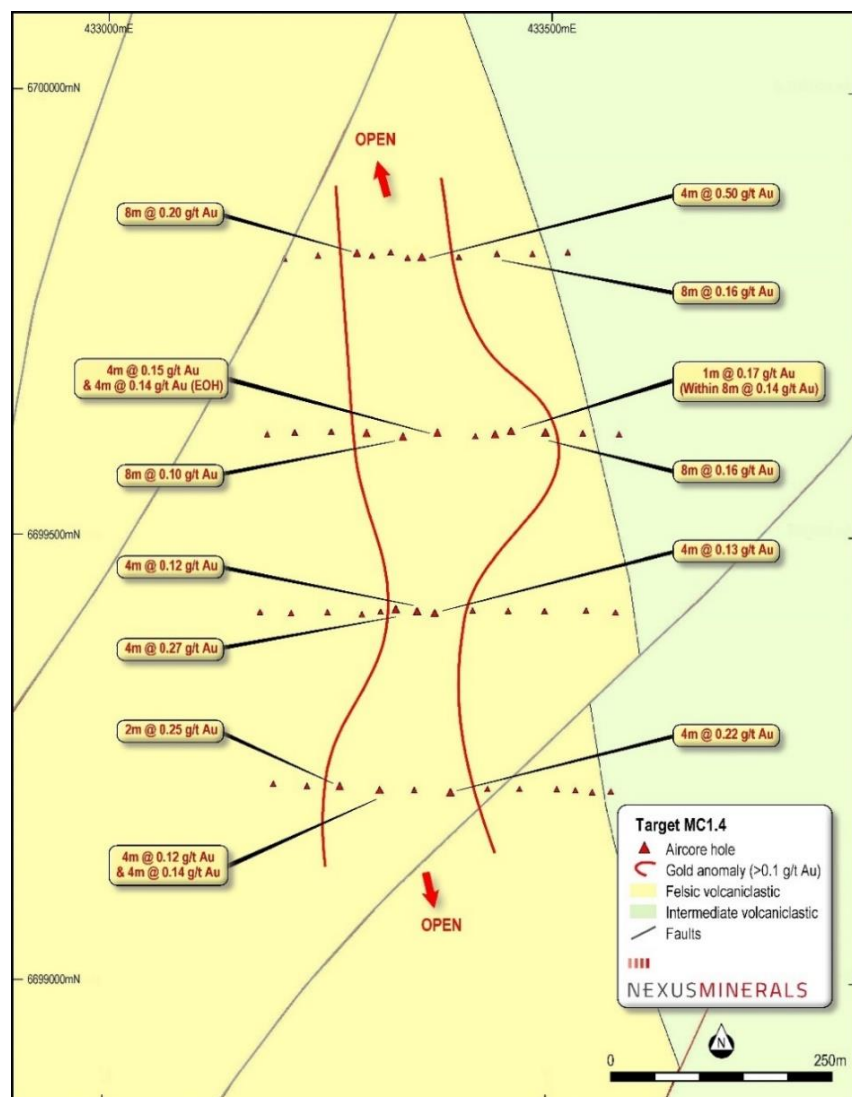 433000mE
433500mE
6700000mN
OPEN
8m @ 0.20 g/t Au
4m @ 0.50 g/t Au
8m @ 0.16 g/t Au
4m @ 0.15 g/t Au
& 4m @ 0.14 g/t Au (EOH)
1m @ 0.17 g/t Au
(Within 8m @ 0.14 g/t Au)
8m @ 0.10 g/t Au
8m @ 0.16 g/t Au
6699500mN
4m @ 0.12 g/t Au
4m @ 0.13 g/t Au
4m @ 0.27 g/t Au
2m @ 0.25 g/t Au
4m @ 0.22 g/t Au
4m @ 0.12 g/t Au
& 4m @ 0.14 g/t Au
OPEN
6699000mN
Target MC1.4
Aircore hole
Gold anomaly (>0.1 g/t Au)
Felsic volcaniclastic
Intermediate volcaniclastic
Faults
NEXUSMINERALS
N
0
250m